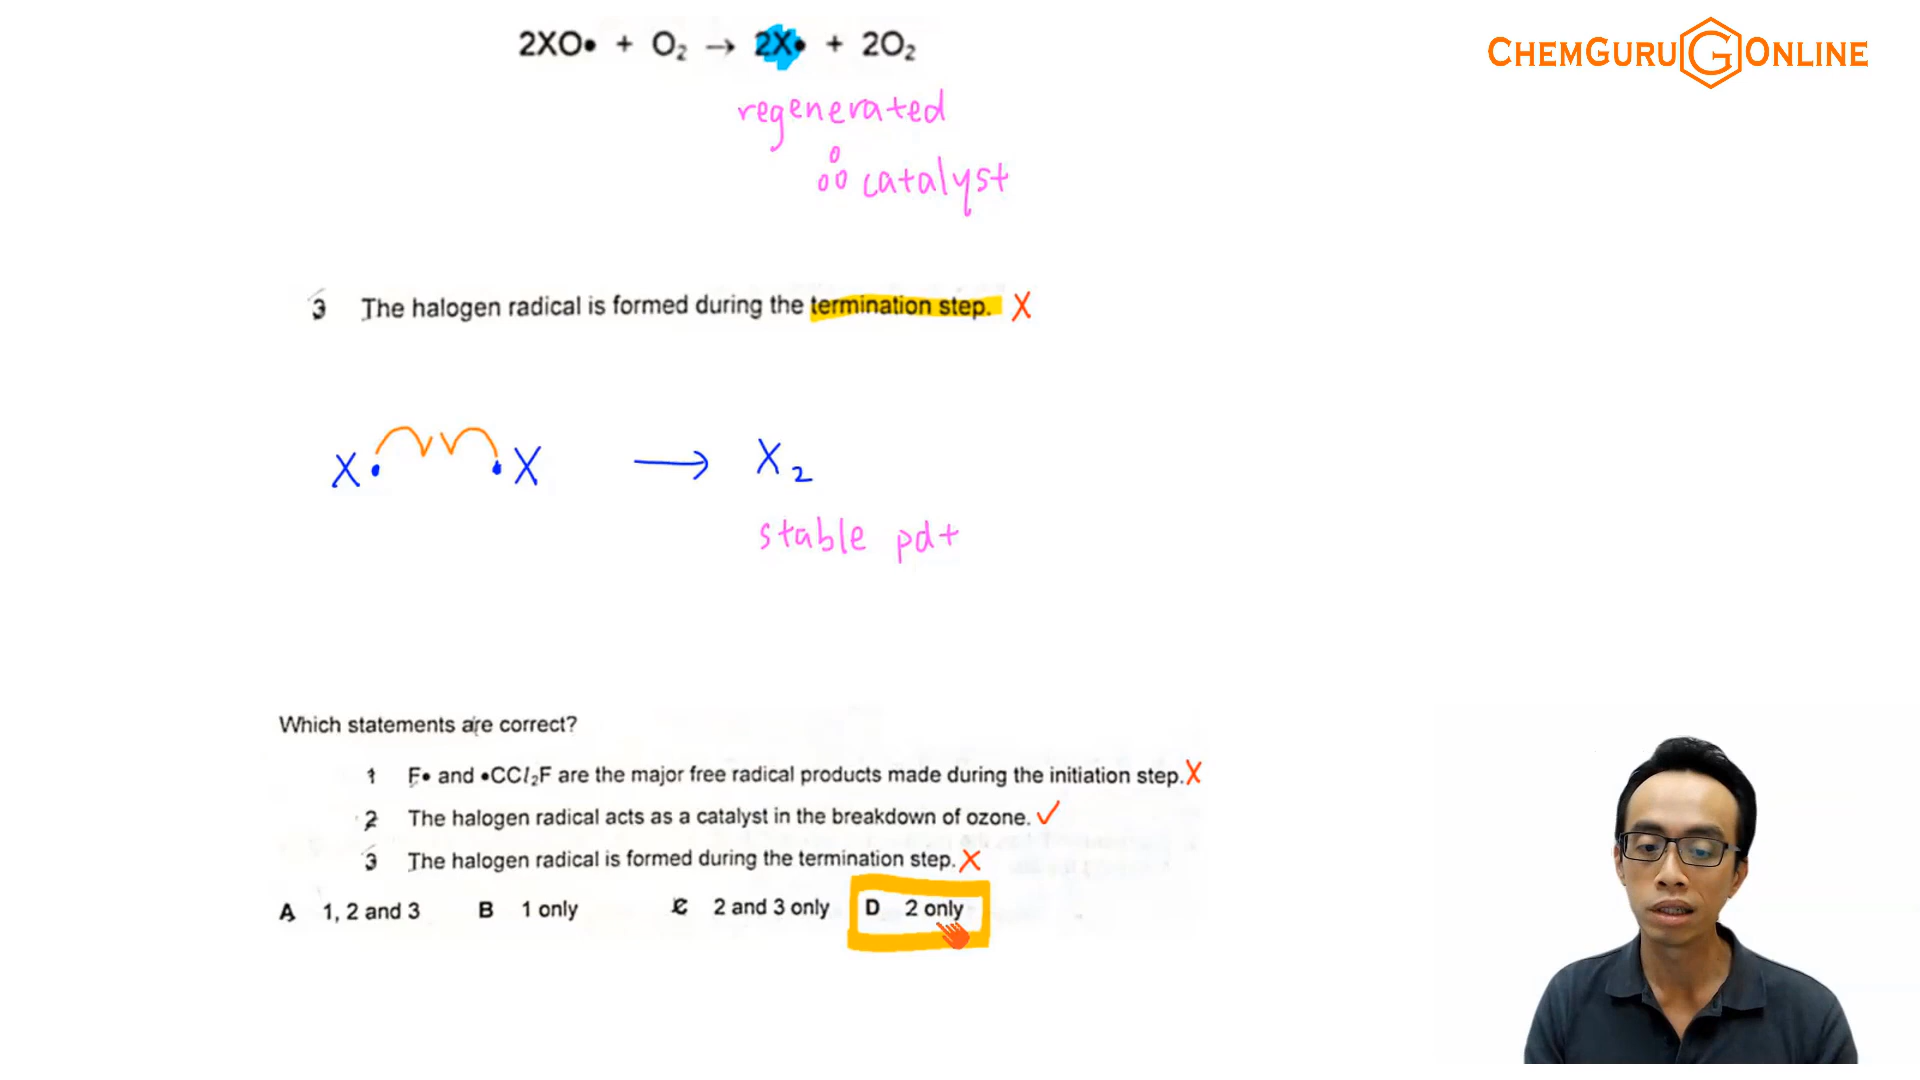 2XO• + O₂ → 2X• + 2O₂
CHEMGURU G ONLINE
regenerated
∴ catalyst
3 The halogen radical is formed during the termination step. X
X• •X → X₂
stable pdt
Which statements are correct?
1 F• and •CCl₂F are the major free radical products made during the initiation step. X
2 The halogen radical acts as a catalyst in the breakdown of ozone. ✓
3 The halogen radical is formed during the termination step. X
A 1, 2 and 3 B 1 only C 2 and 3 only D 2 only